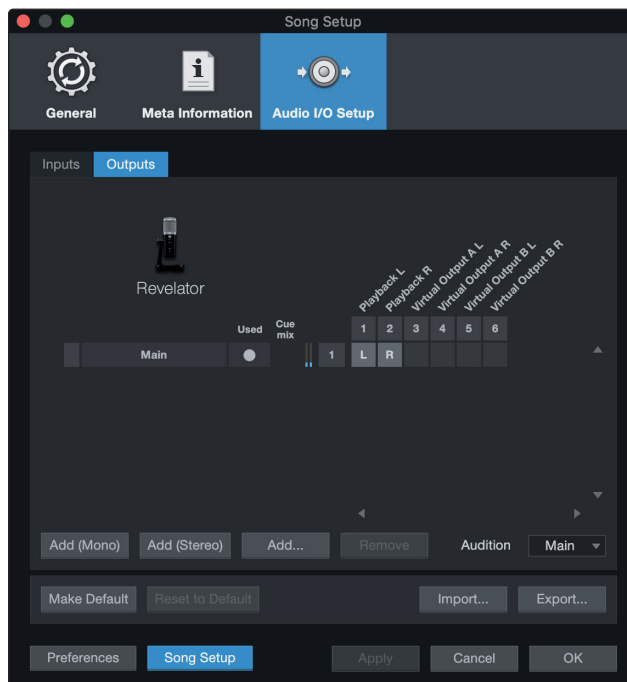 Song Setup
General
Meta Information
Audio I/O Setup
Inputs
Outputs
Revelator
Playback L
Playback R
Virtual Output A L
Virtual Output A R
Virtual Output B L
Virtual Output B R
Used
Cue mix
1 2 3 4 5 6
Main
1 L R
Add (Mono)
Add (Stereo)
Add...
Remove
Audition
Main
Make Default
Reset to Default
Import...
Export...
Preferences
Song Setup
Apply
Cancel
OK